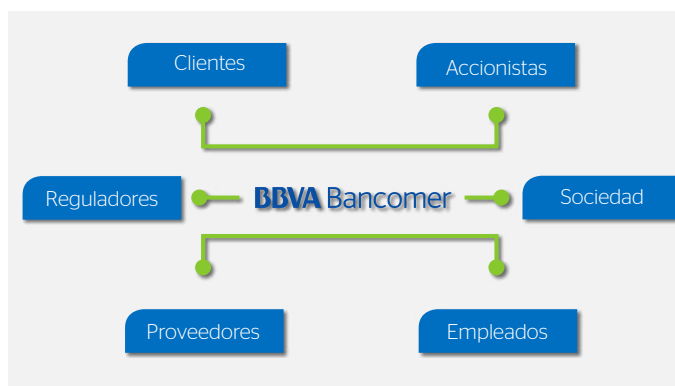 Clientes
Accionistas
Reguladores
BBVA Bancomer
Sociedad
Proveedores
Empleados